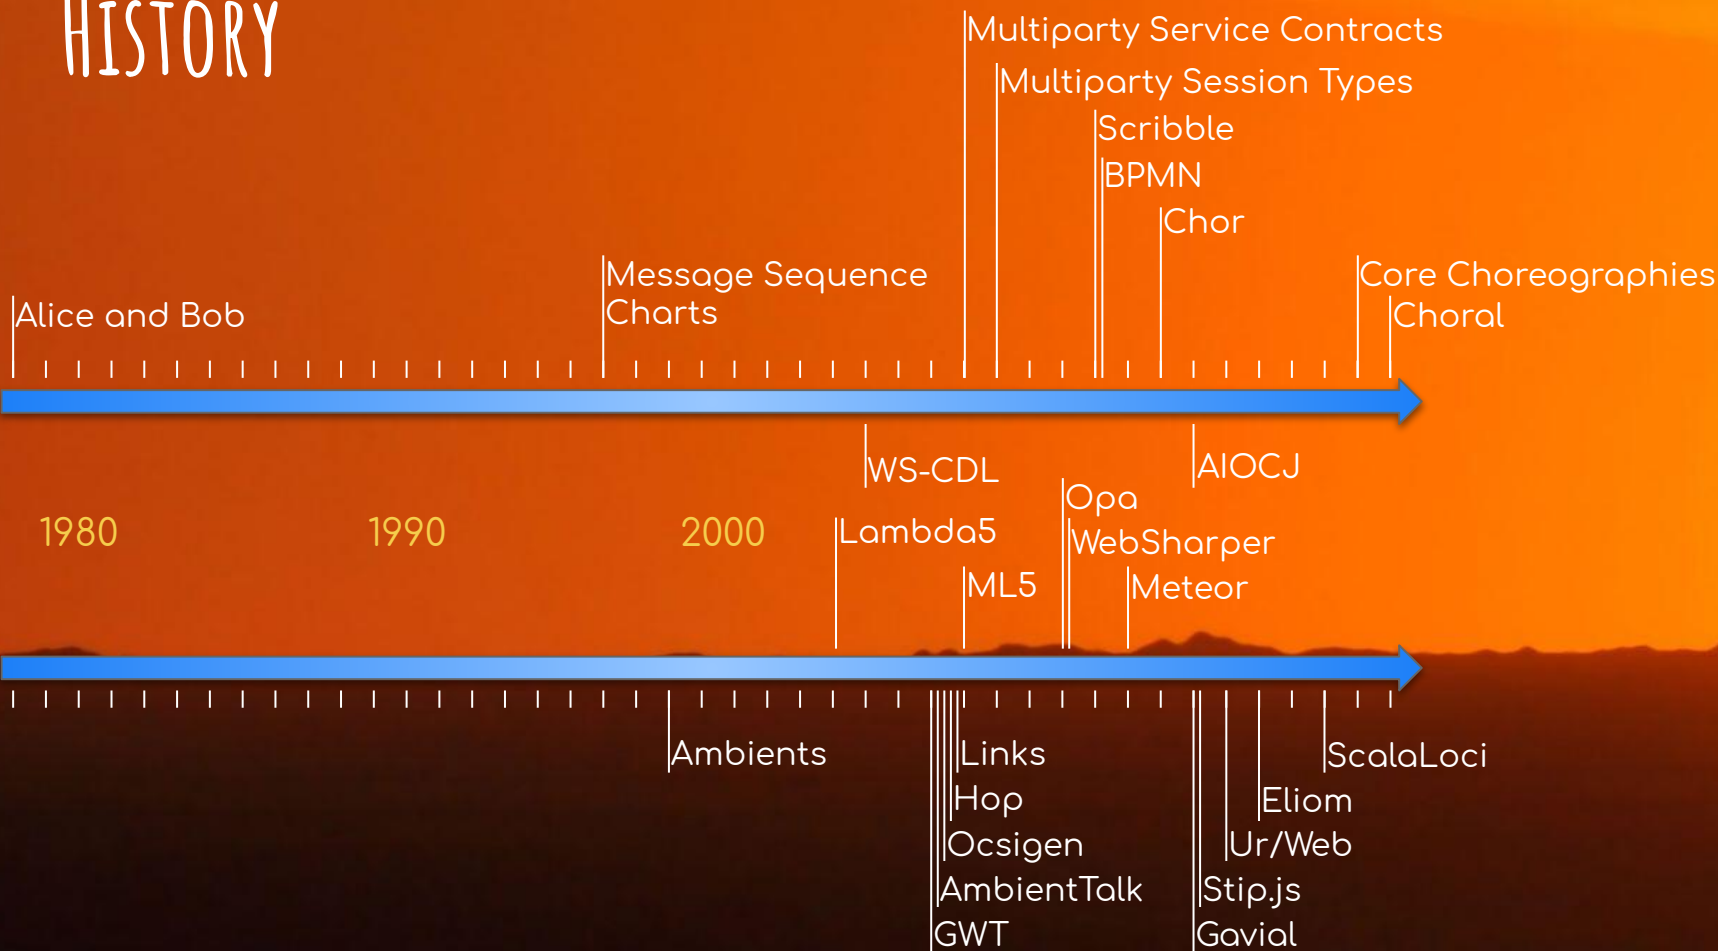 HISTORY
Multiparty Service Contracts
Multiparty Session Types
Scribble
BPMN
Chor
Message Sequence
Charts
Core Choreographies
Alice and Bob
Choral
WS-CDL
AIOCJ
Opa
1980
1990
2000
Lambda5
WebSharper
ML5
Meteor
Ambients
Links
ScalaLoci
Hop
Eliom
Ocsigen
Ur/Web
AmbientTalk
Stip.js
GWT
Gavial